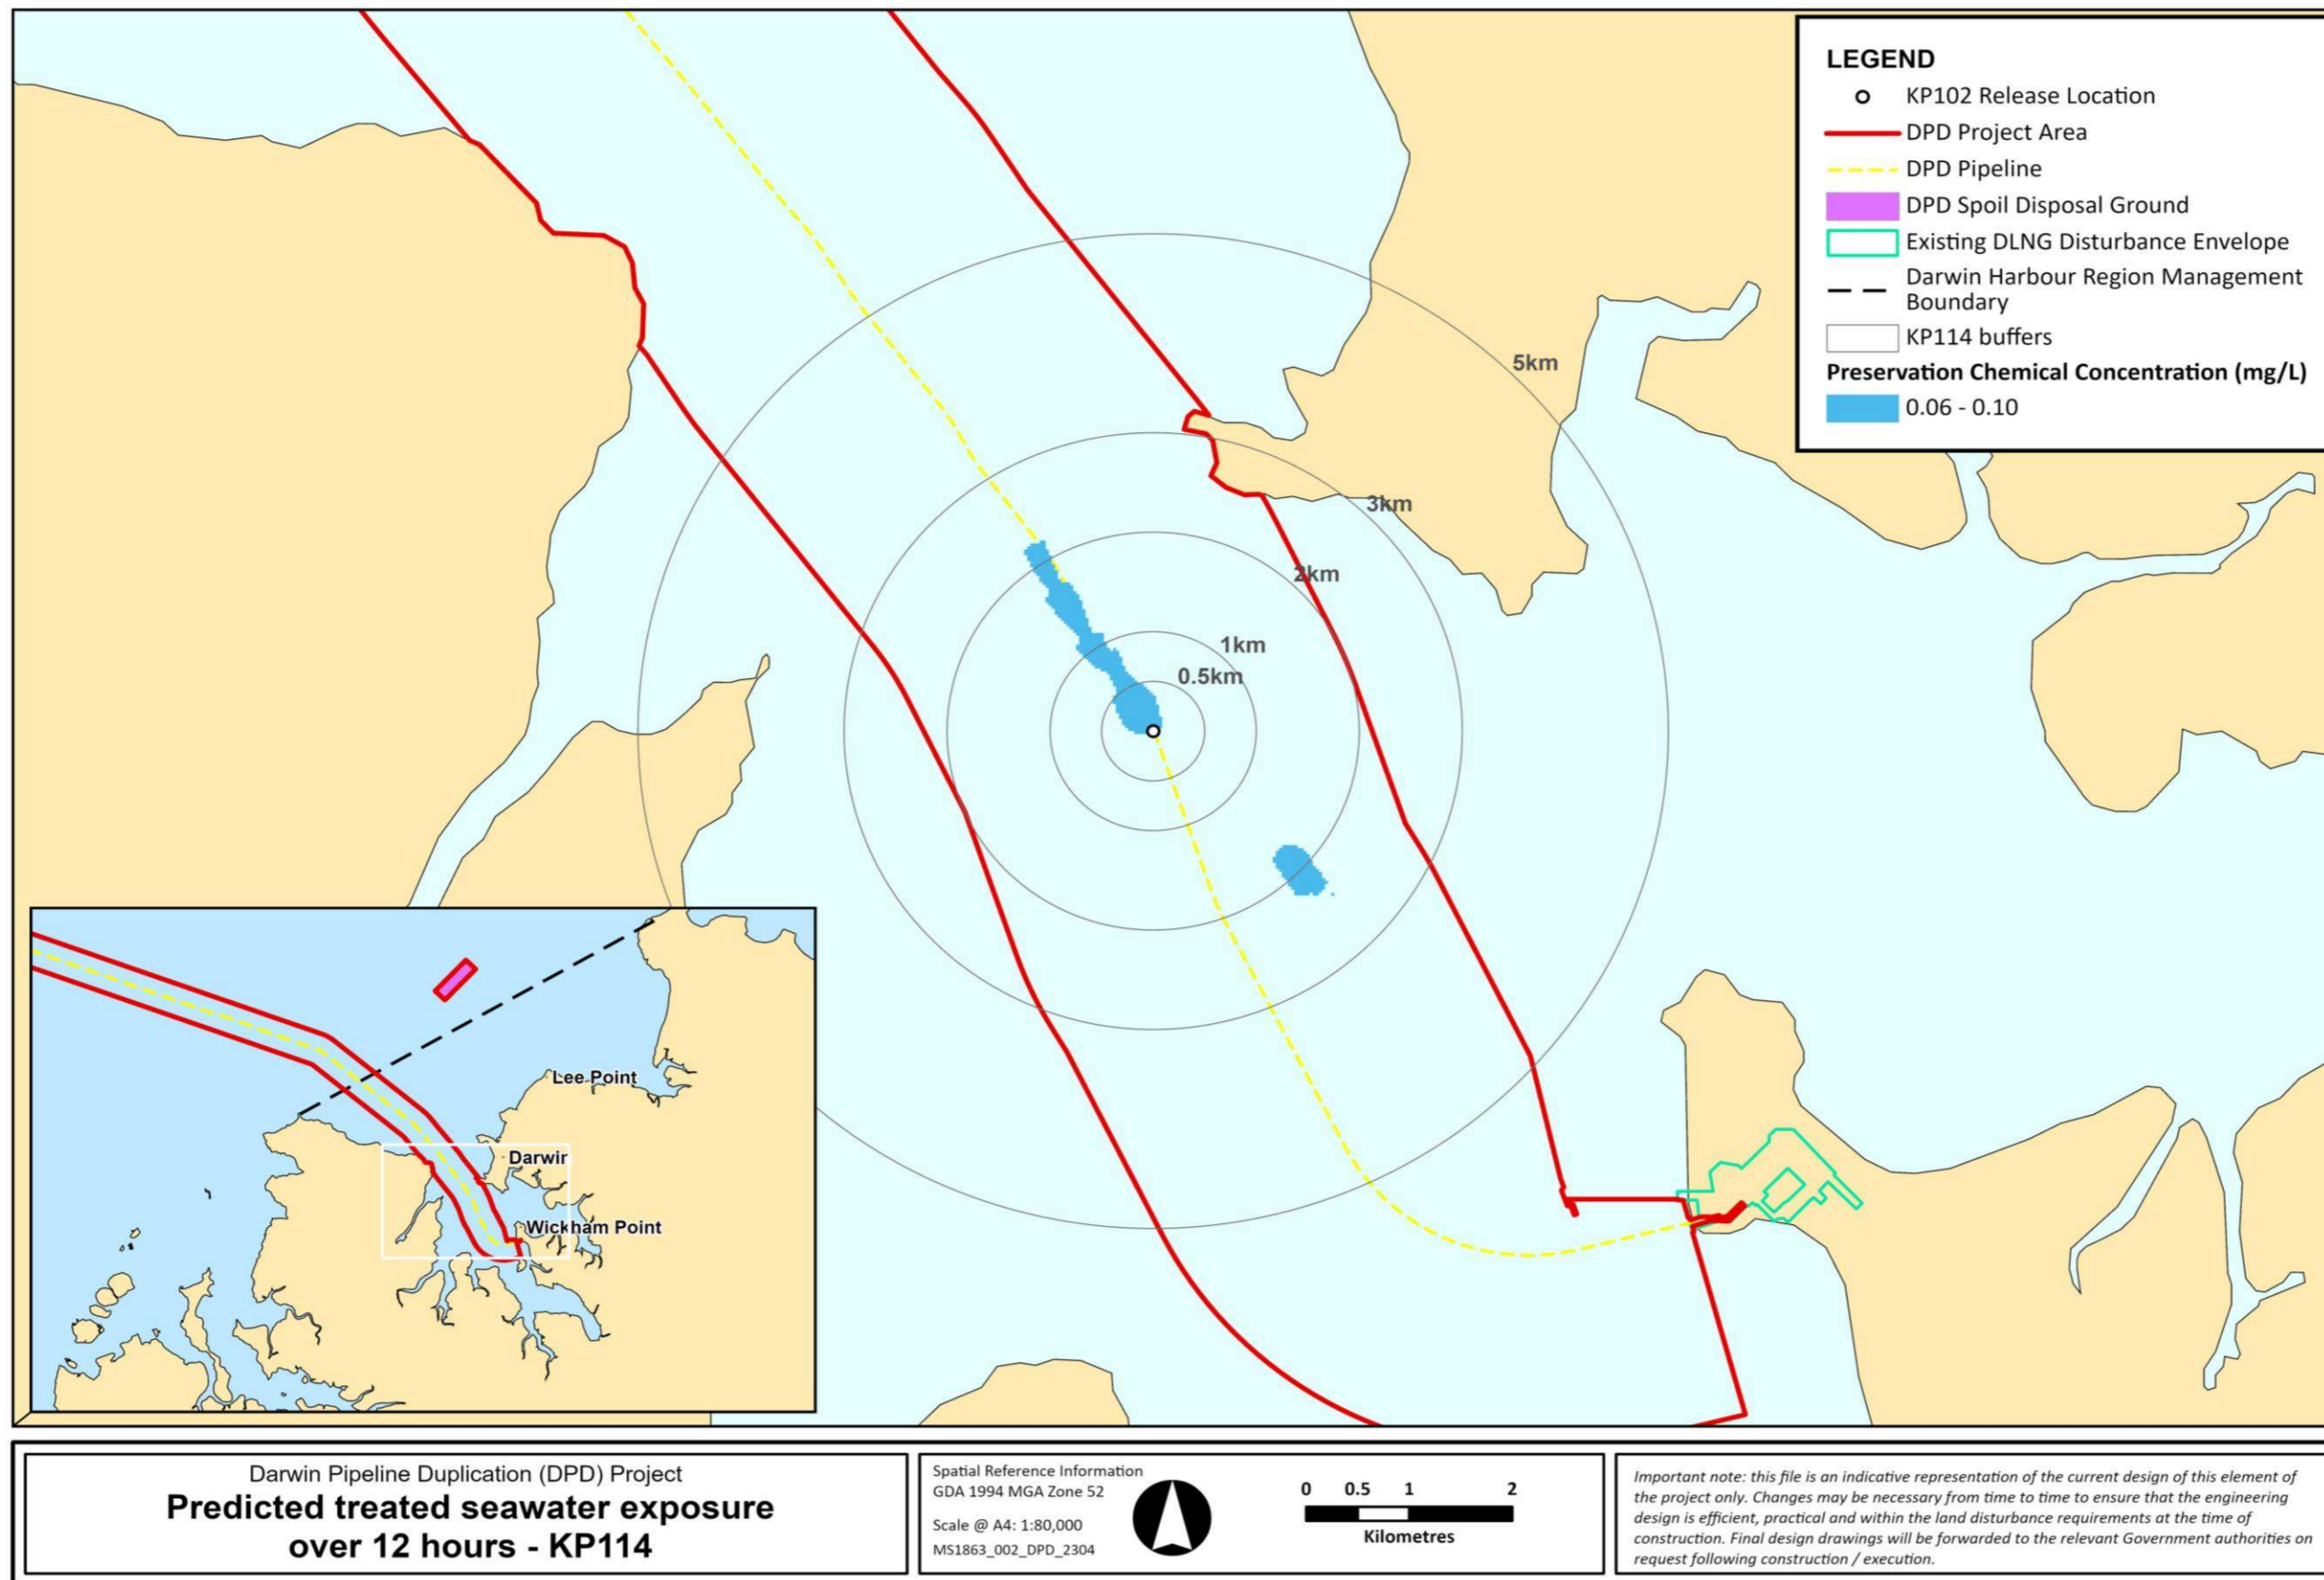 LEGEND
KP102 Release Location
DPD Project Area
DPD Pipeline
DPD Spoil Disposal Ground
Existing DLNG Disturbance Envelope
Darwin Harbour Region Management
Boundary
KP114 buffers
Preservation Chemical Concentration (mg/L)
0.06 - 0.10
5km
3km
2km
1km
0.5km
Lee Point
Darwin
Wickham Point
Darwin Pipeline Duplication (DPD) Project
Predicted treated seawater exposure
over 12 hours - KP114
Spatial Reference Information
GDA 1994 MGA Zone 52
Scale @ A4: 1:80,000
MS1863_002_DPD_2304
0 0.5 1 2
Kilometres
Important note: this file is an indicative representation of the current design of this element of
the project only. Changes may be necessary from time to time to ensure that the engineering
design is efficient, practical and within the land disturbance requirements at the time of
construction. Final design drawings will be forwarded to the relevant Government authorities on
request following construction / execution.